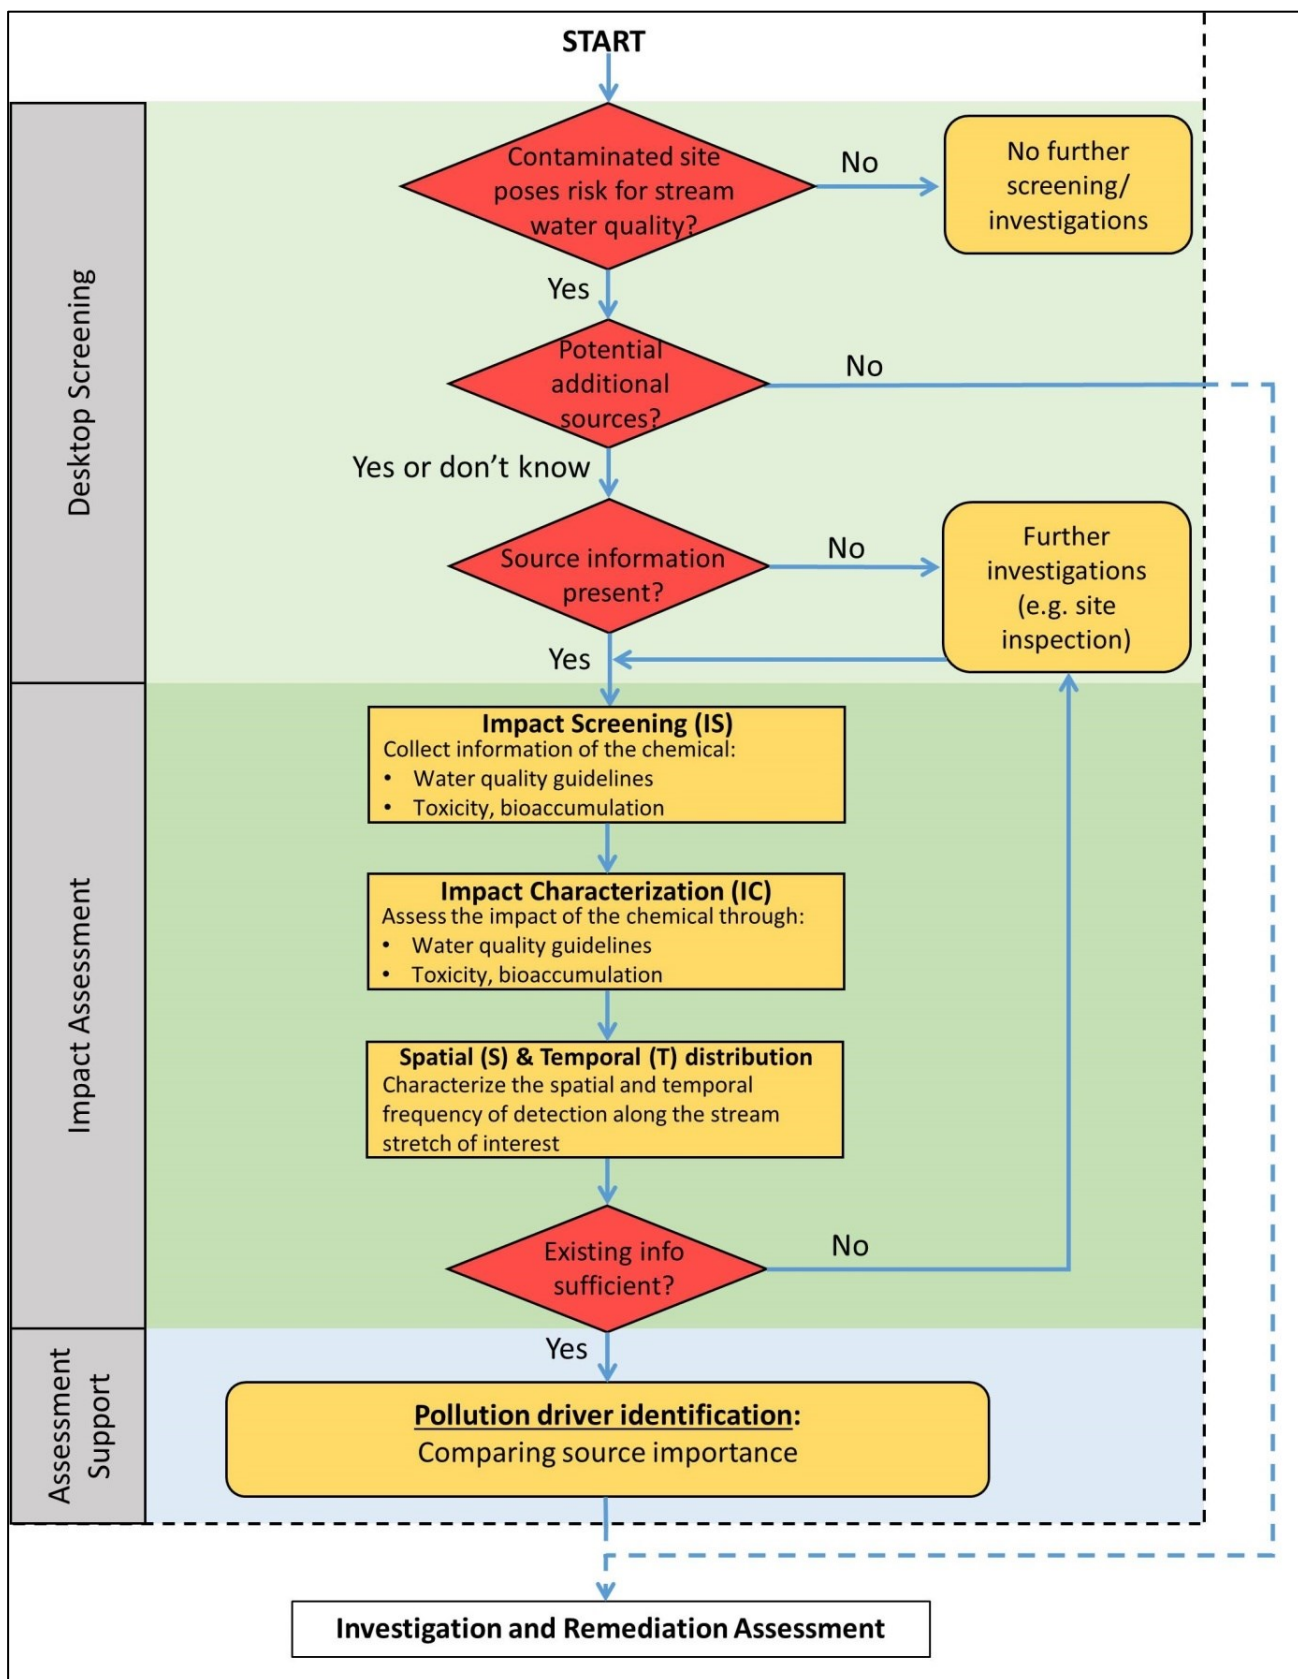 START
Desktop Screening
Contaminated site
poses risk for stream
water quality?
No
No further
screening/
investigations
Yes
Potential
additional
sources?
No
Yes or don't know
Source information
present?
No
Further
investigations
(e.g. site
inspection)
Yes
Impact Assessment
Impact Screening (IS)
Collect information of the chemical:
• Water quality guidelines
• Toxicity, bioaccumulation
Impact Characterization (IC)
Assess the impact of the chemical through:
• Water quality guidelines
• Toxicity, bioaccumulation
Spatial (S) & Temporal (T) distribution
Characterize the spatial and temporal
frequency of detection along the stream
stretch of interest
Existing info
sufficient?
No
Yes
Assessment
Support
Pollution driver identification:
Comparing source importance
Investigation and Remediation Assessment